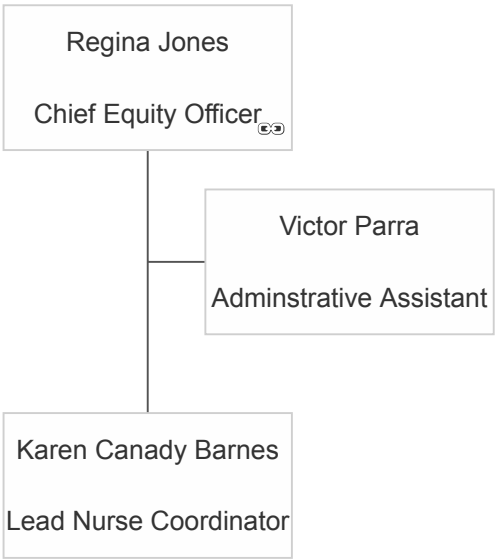 Regina Jones
Chief Equity Officer
Victor Parra
Adminstrative Assistant
Karen Canady Barnes
Lead Nurse Coordinator